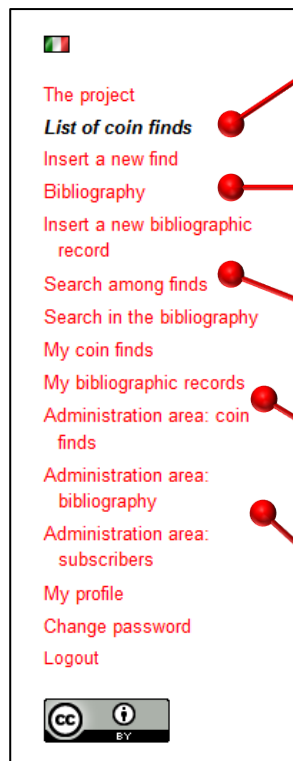 The project
List of coin finds
Insert a new find
Bibliography
Insert a new bibliographic
record
Search among finds
Search in the bibliography
My coin finds
My bibliographic records
Administration area: coin
finds
Administration area:
bibliography
Administration area:
subscribers
My profile
Change password
Logout
cc
BY